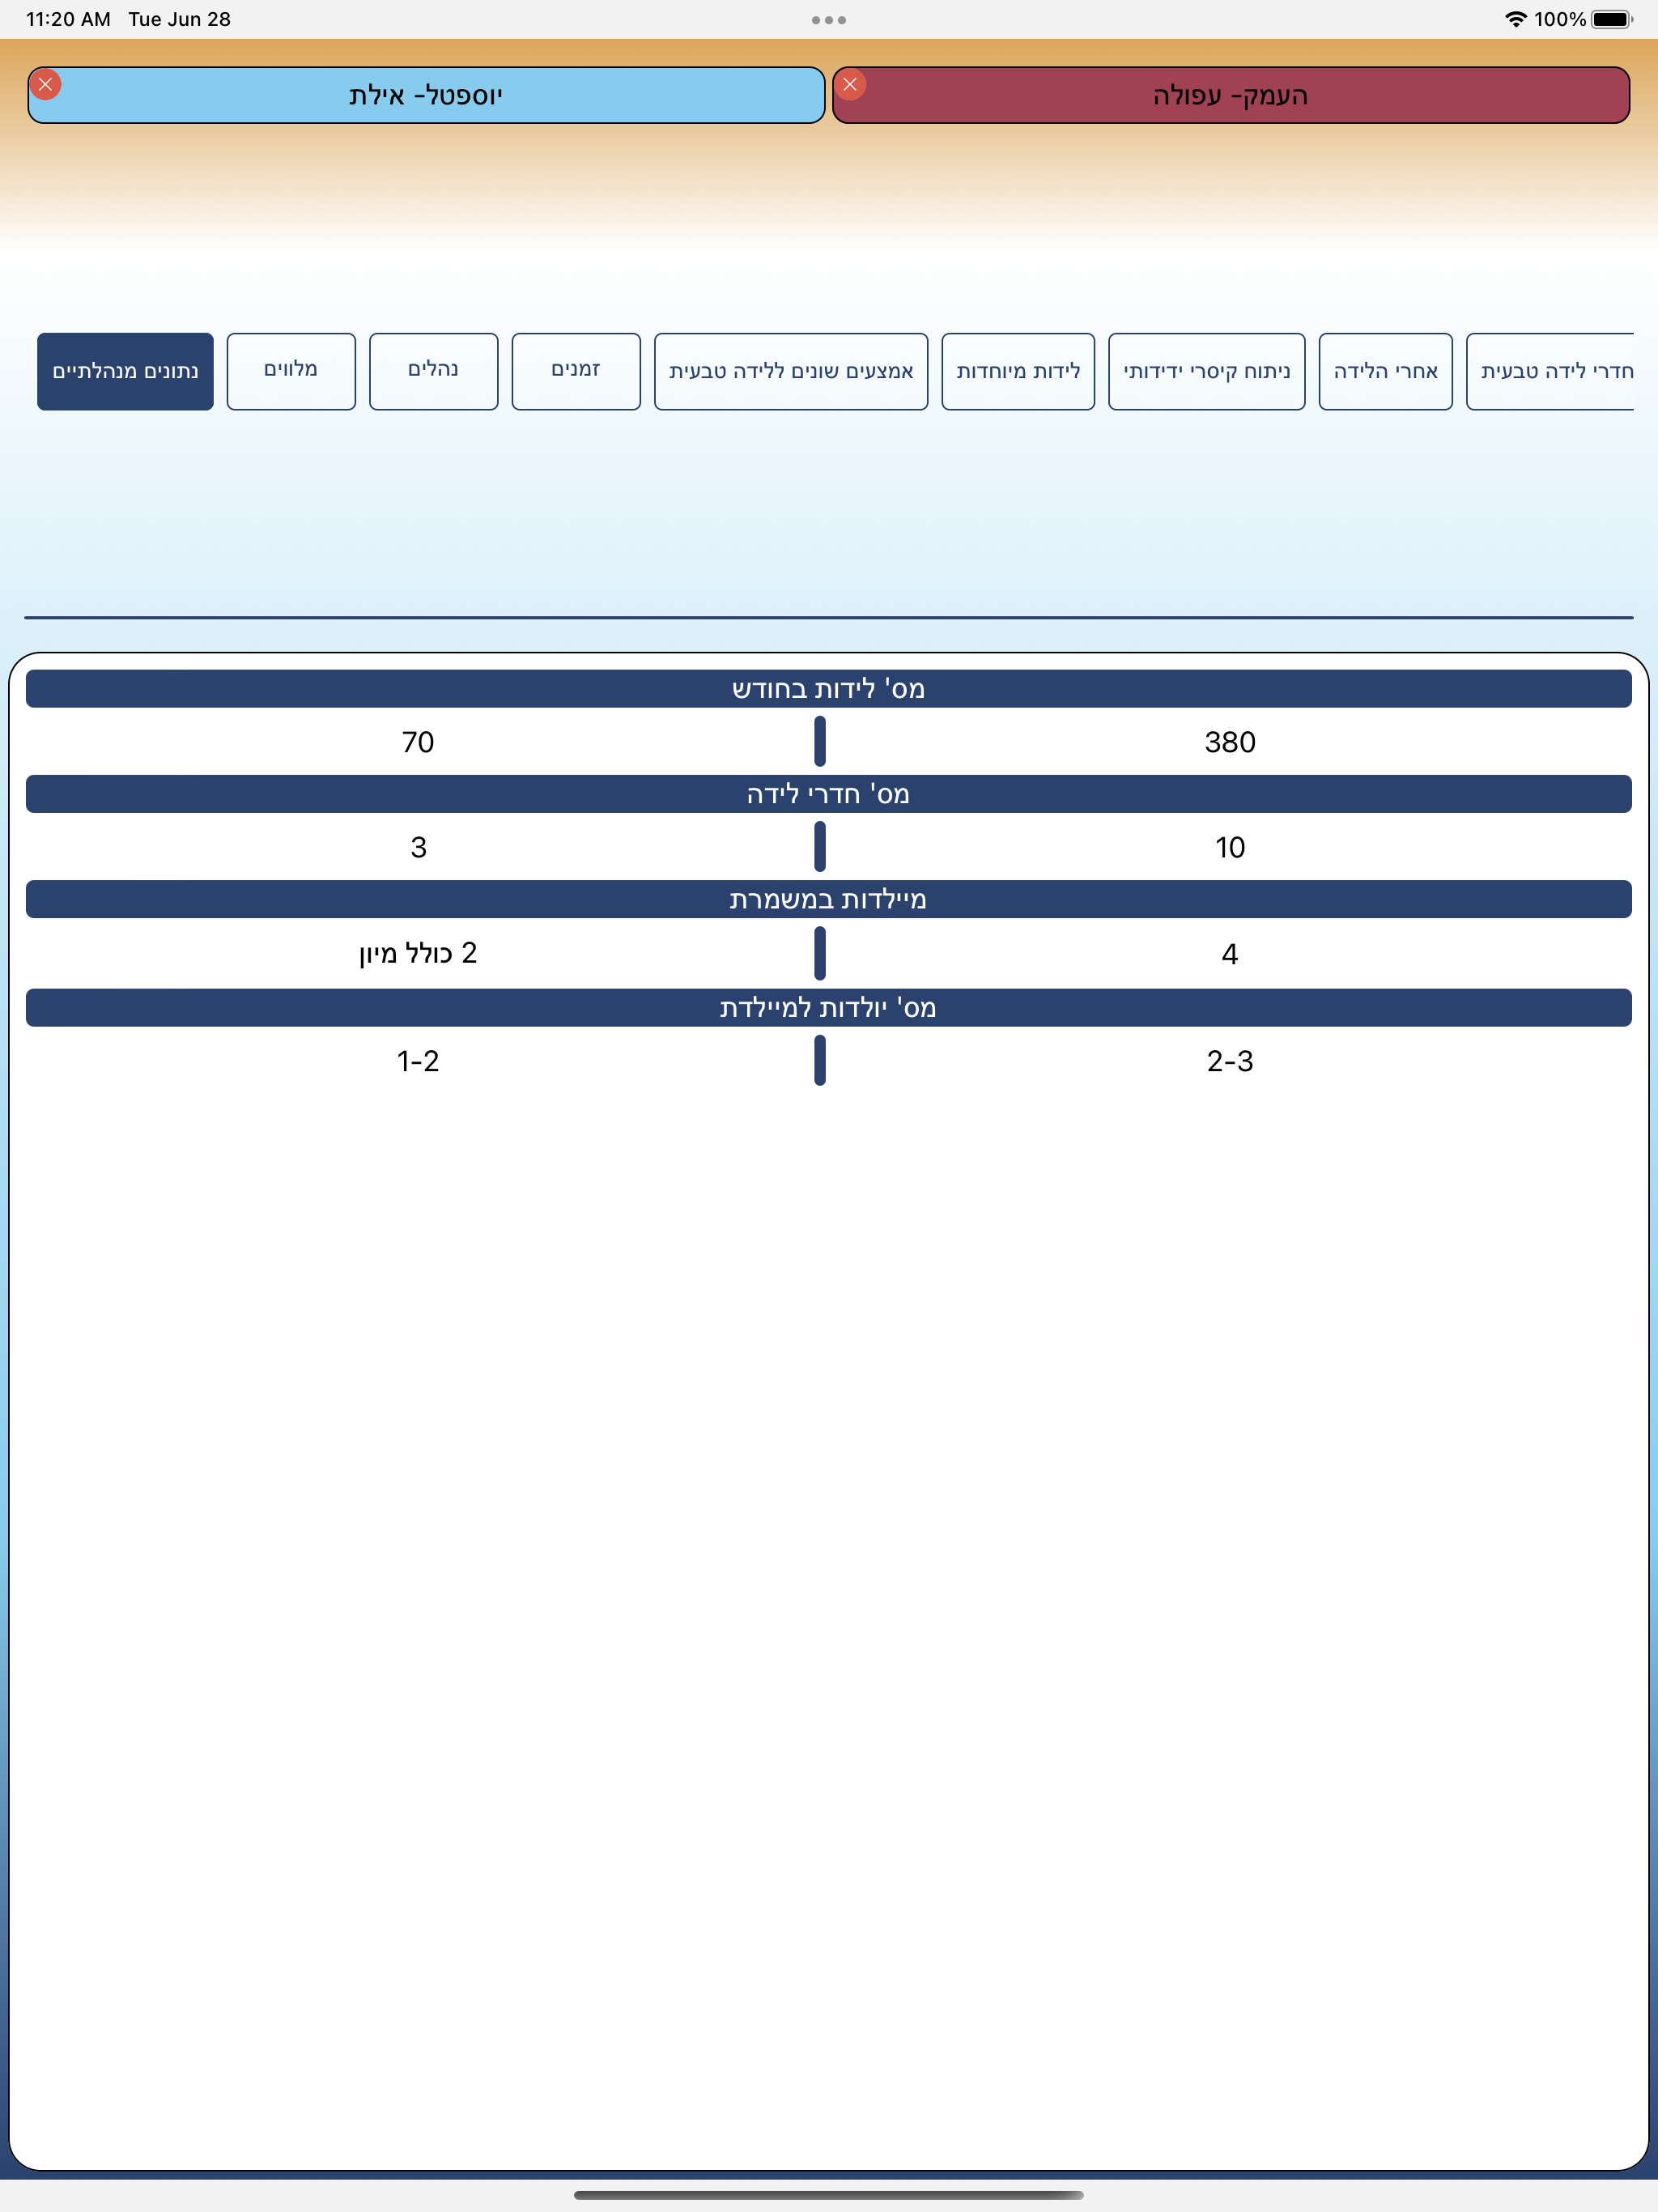 11:20 AM Tue Jun 28 100%
העמק- עפולה
יוספטל- אילת
חדרי לידה טבעית
אחרי הלידה
ניתוח קיסרי ידידותי
לידות מיוחדות
אמצעים שונים ללידה טבעית
זמנים
נהלים
מלווים
נתונים מנהלתיים
מס' לידות בחודש
380
70
מס' חדרי לידה
10
3
מיילדות במשמרת
4
2 כולל מיון
מס' יולדות למיילדת
2-3
1-2